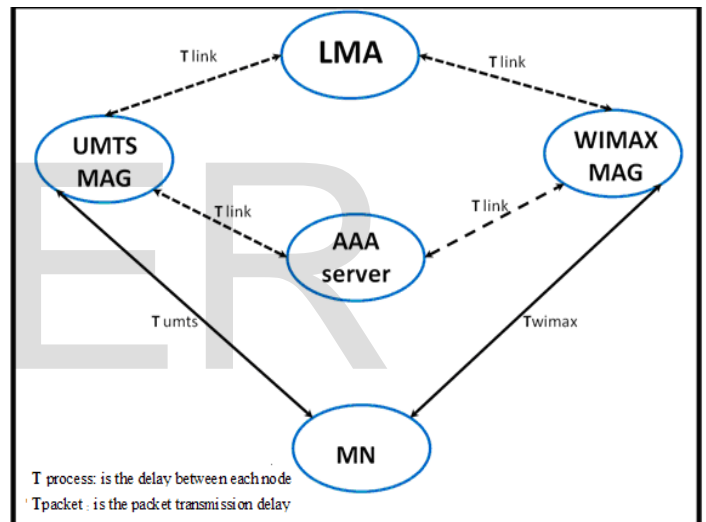 LMA
T link
T link
UMTS
MAG
WIMAX
MAG
T link
T link
AAA
server
T umts
Twimax
MN
ER
T process: is the delay between each node
Tpacket : is the packet transmission delay